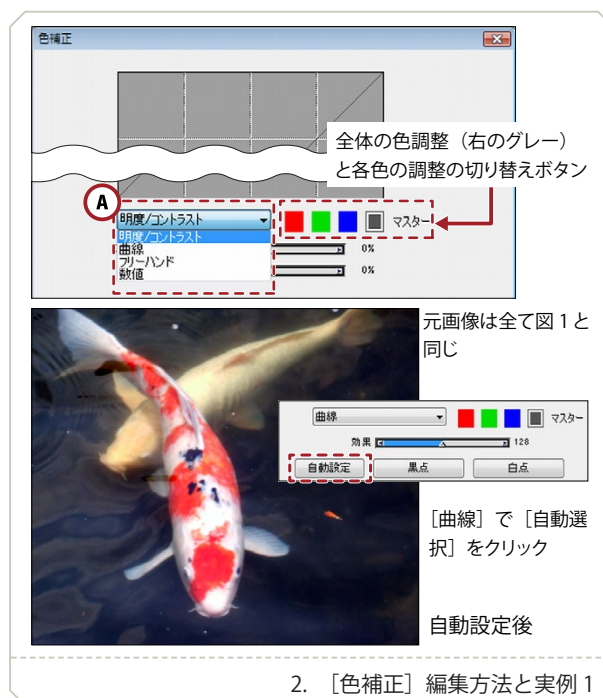 色補正
全体の色調整（右のグレー）
と各色の調整の切り替えボタン
A
明度/コントラスト
マスター
明度/コントラスト
曲線
フリーハンド
数値
0%
0%
元画像は全て図1と
同じ
曲線
マスター
効果
128
自動設定
黒点
白点
［曲線］で［自動選
択］をクリック
自動設定後
2. ［色補正］編集方法と実例1